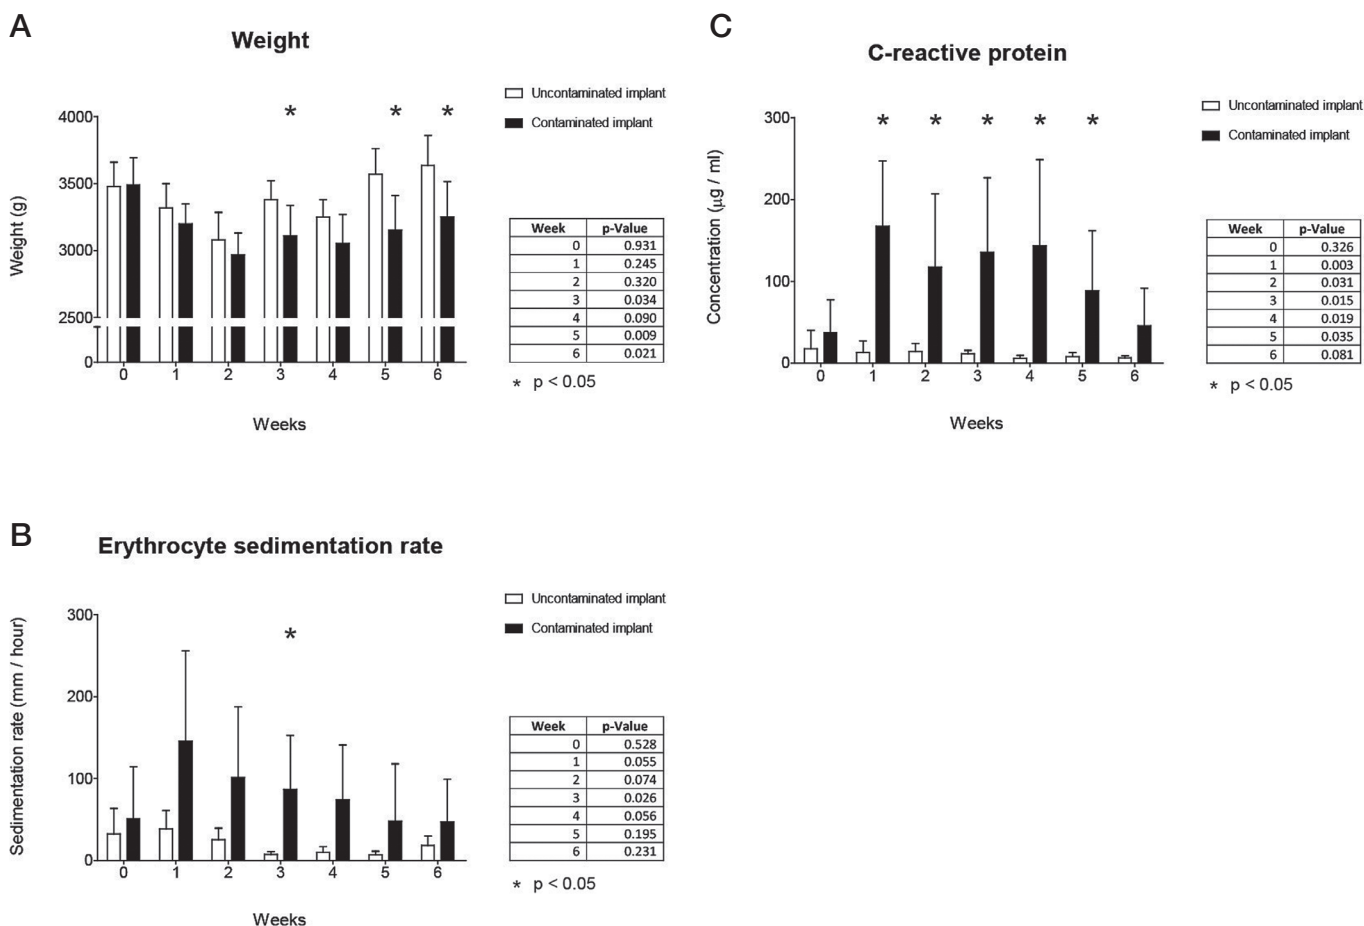 A
Weight
Uncontaminated implant
Contaminated implant
4000
3500
3000
2500
0
Weight (g)
* * *
0 1 2 3 4 5 6
Weeks
Week p-Value
0 0.931
1 0.245
2 0.320
3 0.034
4 0.090
5 0.009
6 0.021
* p < 0.05
C
C-reactive protein
Uncontaminated implant
Contaminated implant
300
200
100
0
Concentration (µg / ml)
* * * * *
0 1 2 3 4 5 6
Weeks
Week p-Value
0 0.326
1 0.003
2 0.031
3 0.015
4 0.019
5 0.035
6 0.081
* p < 0.05
B
Erythrocyte sedimentation rate
Uncontaminated implant
Contaminated implant
300
200
100
0
Sedimentation rate (mm / hour)
*
0 1 2 3 4 5 6
Weeks
Week p-Value
0 0.528
1 0.055
2 0.074
3 0.026
4 0.056
5 0.195
6 0.231
* p < 0.05